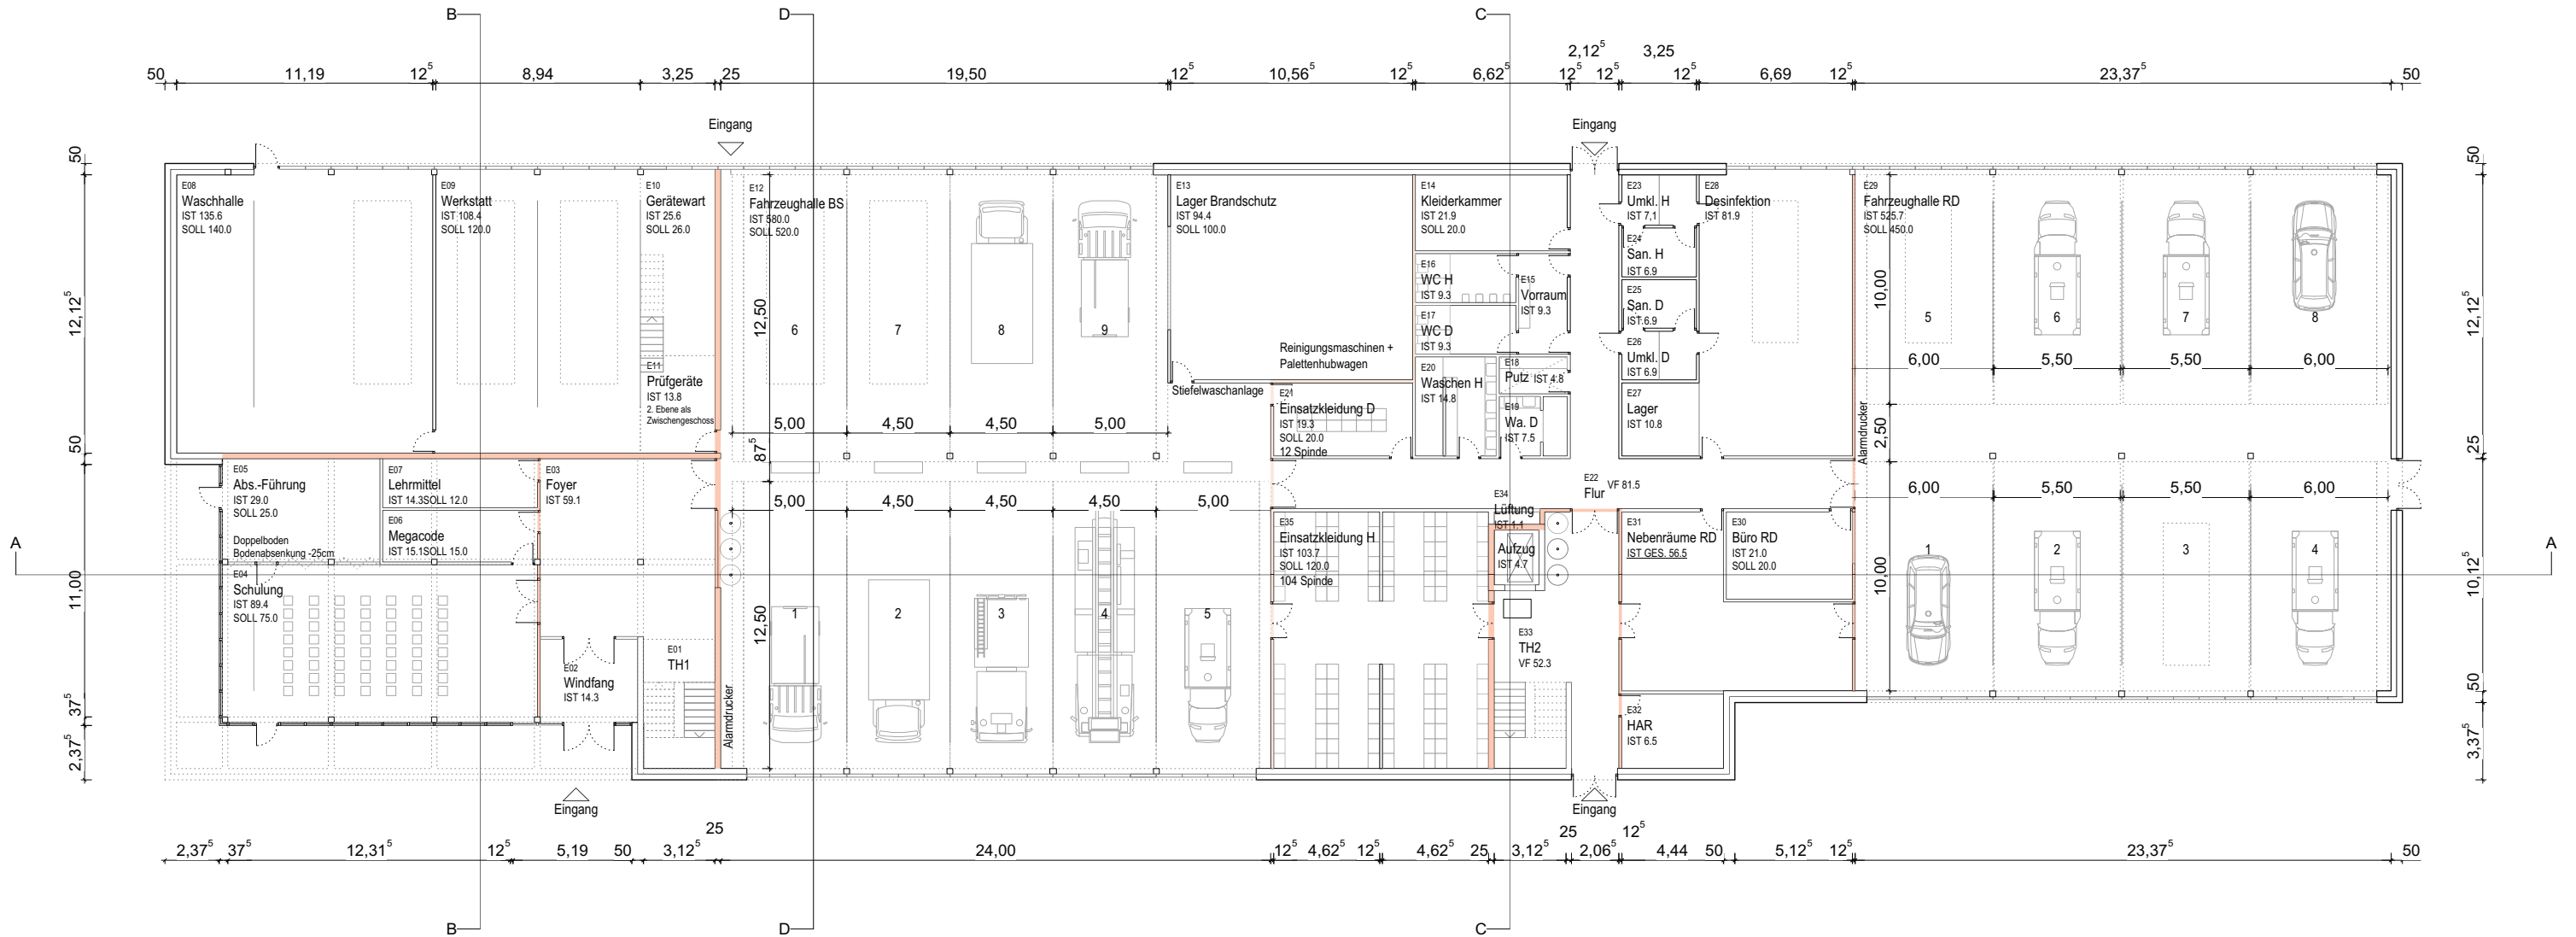 B
D
C
2,12⁵ 3,25
50 11,19 12⁵ 8,94 3,25 25 19,50 12⁵ 10,56⁵ 12⁵ 6,62⁵ 12⁵ 12⁵ 12⁵ 6,69 12⁵ 23,37⁵ 50
Eingang
Eingang
50
12,12⁵
50
11,00
37⁵
2,37⁵
A
E08
Waschhalle
IST 135.6
SOLL 140.0
E09
Werkstatt
IST 108.4
SOLL 120.0
E10
Gerätewart
IST 25.6
SOLL 26.0
E11
Prüfgeräte
IST 13.8
2. Ebene als
Zwischengeschoss
E12
Fahrzeughalle BS
IST 580.0
SOLL 520.0
12,50
6 7 8 9
5,00 4,50 4,50 5,00
87⁵
5,00 4,50 4,50 4,50 5,00
12,50
1 2 3 4 5
Alarmdrucker
E13
Lager Brandschutz
IST 94.4
SOLL 100.0
Reinigungsmaschinen +
Palettenhubwagen
Stiefelwaschanlage
E14
Kleiderkammer
IST 21.9
SOLL 20.0
E16
WC H
IST 9.3
E15
Vorraum
IST 9.3
E17
WC D
IST 9.3
E20
Waschen H
IST 14.8
E18
Putz IST 4.8
E19
Wa. D
IST 7.5
E21
Einsatzkleidung D
IST 19.3
SOLL 20.0
12 Spinde
E23
Umkl. H
IST 7,1
E24
San. H
IST 6.9
E25
San. D
IST 6.9
E26
Umkl. D
IST 6.9
E27
Lager
IST 10.8
E28
Desinfektion
IST 81.9
E29
Fahrzeughalle RD
IST 525.7
SOLL 450.0
10,00
5 6 7 8
6,00 5,50 5,50 6,00
Alarmdrucker
2,50
6,00 5,50 5,50 6,00
10,00
1 2 3 4
E05
Abs.-Führung
IST 29.0
SOLL 25.0
Doppelboden
Bodenabsenkung -25cm
E07
Lehrmittel
IST 14.3SOLL 12.0
E06
Megacode
IST 15.1SOLL 15.0
E03
Foyer
IST 59.1
E04
Schulung
IST 89.4
SOLL 75.0
E02
Windfang
IST 14.3
E01
TH1
E22
Flur VF 81.5
E34
Lüftung
IST 1.1
Aufzug
IST 4.7
E35
Einsatzkleidung H
IST 103.7
SOLL 120.0
104 Spinde
E33
TH2
VF 52.3
E31
Nebenräume RD
IST GES. 56.5
E30
Büro RD
IST 21.0
SOLL 20.0
E32
HAR
IST 6.5
50
12,12⁵
25
10,12⁵
50
3,37⁵
A
Eingang
Eingang
25 25 12⁵
2,37⁵ 37⁵ 12,31⁵ 12⁵ 5,19 50 3,12⁵ 24,00 12⁵ 4,62⁵ 12⁵ 4,62⁵ 25 3,12⁵ 2,06⁵ 4,44 50 5,12⁵ 12⁵ 23,37⁵ 50
B
D
C